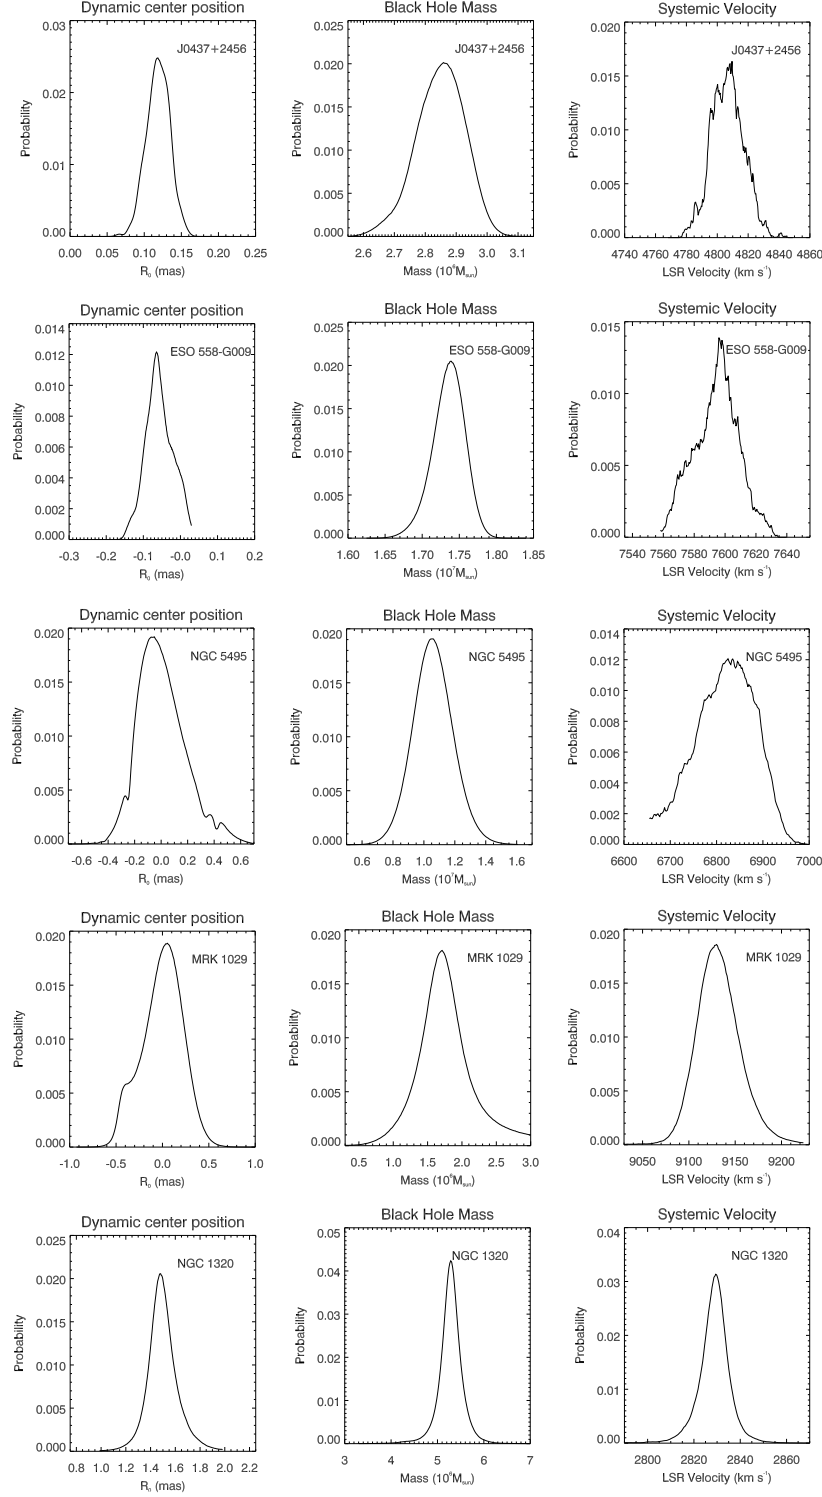 Dynamic center position
J0437+2456
Probability
0.03
0.02
0.01
0.00
0.00 0.05 0.10 0.15 0.20 0.25
R₀ (mas)
Black Hole Mass
J0437+2456
Probability
0.025
0.020
0.015
0.010
0.005
0.000
2.6 2.7 2.8 2.9 3.0 3.1
Mass (10⁶Mₛᵤₙ)
Systemic Velocity
J0437+2456
Probability
0.020
0.015
0.010
0.005
0.000
4740 4760 4780 4800 4820 4840 4860
LSR Velocity (km s⁻¹)
Dynamic center position
ESO 558-G009
Probability
0.014
0.012
0.010
0.008
0.006
0.004
0.002
0.000
-0.3 -0.2 -0.1 -0.0 0.1 0.2
R₀ (mas)
Black Hole Mass
ESO 558-G009
Probability
0.025
0.020
0.015
0.010
0.005
0.000
1.60 1.65 1.70 1.75 1.80 1.85
Mass (10⁷Mₛᵤₙ)
Systemic Velocity
ESO 558-G009
Probability
0.015
0.010
0.005
0.000
7540 7560 7580 7600 7620 7640
LSR Velocity (km s⁻¹)
Dynamic center position
NGC 5495
Probability
0.020
0.015
0.010
0.005
0.000
-0.6 -0.4 -0.2 0.0 0.2 0.4 0.6
R₀ (mas)
Black Hole Mass
NGC 5495
Probability
0.020
0.015
0.010
0.005
0.000
0.6 0.8 1.0 1.2 1.4 1.6
Mass (10⁷Mₛᵤₙ)
Systemic Velocity
NGC 5495
Probability
0.014
0.012
0.010
0.008
0.006
0.004
0.002
0.000
6600 6700 6800 6900 7000
LSR Velocity (km s⁻¹)
Dynamic center position
MRK 1029
Probability
0.020
0.015
0.010
0.005
0.000
-1.0 -0.5 0.0 0.5 1.0
R₀ (mas)
Black Hole Mass
MRK 1029
Probability
0.020
0.015
0.010
0.005
0.000
0.5 1.0 1.5 2.0 2.5 3.0
Mass (10⁶Mₛᵤₙ)
Systemic Velocity
MRK 1029
Probability
0.020
0.015
0.010
0.005
0.000
9050 9100 9150 9200
LSR Velocity (km s⁻¹)
Dynamic center position
NGC 1320
Probability
0.025
0.020
0.015
0.010
0.005
0.000
0.8 1.0 1.2 1.4 1.6 1.8 2.0 2.2
R₀ (mas)
Black Hole Mass
NGC 1320
Probability
0.05
0.04
0.03
0.02
0.01
0.00
3 4 5 6 7
Mass (10⁶Mₛᵤₙ)
Systemic Velocity
NGC 1320
Probability
0.04
0.03
0.02
0.01
0.00
2800 2820 2840 2860
LSR Velocity (km s⁻¹)